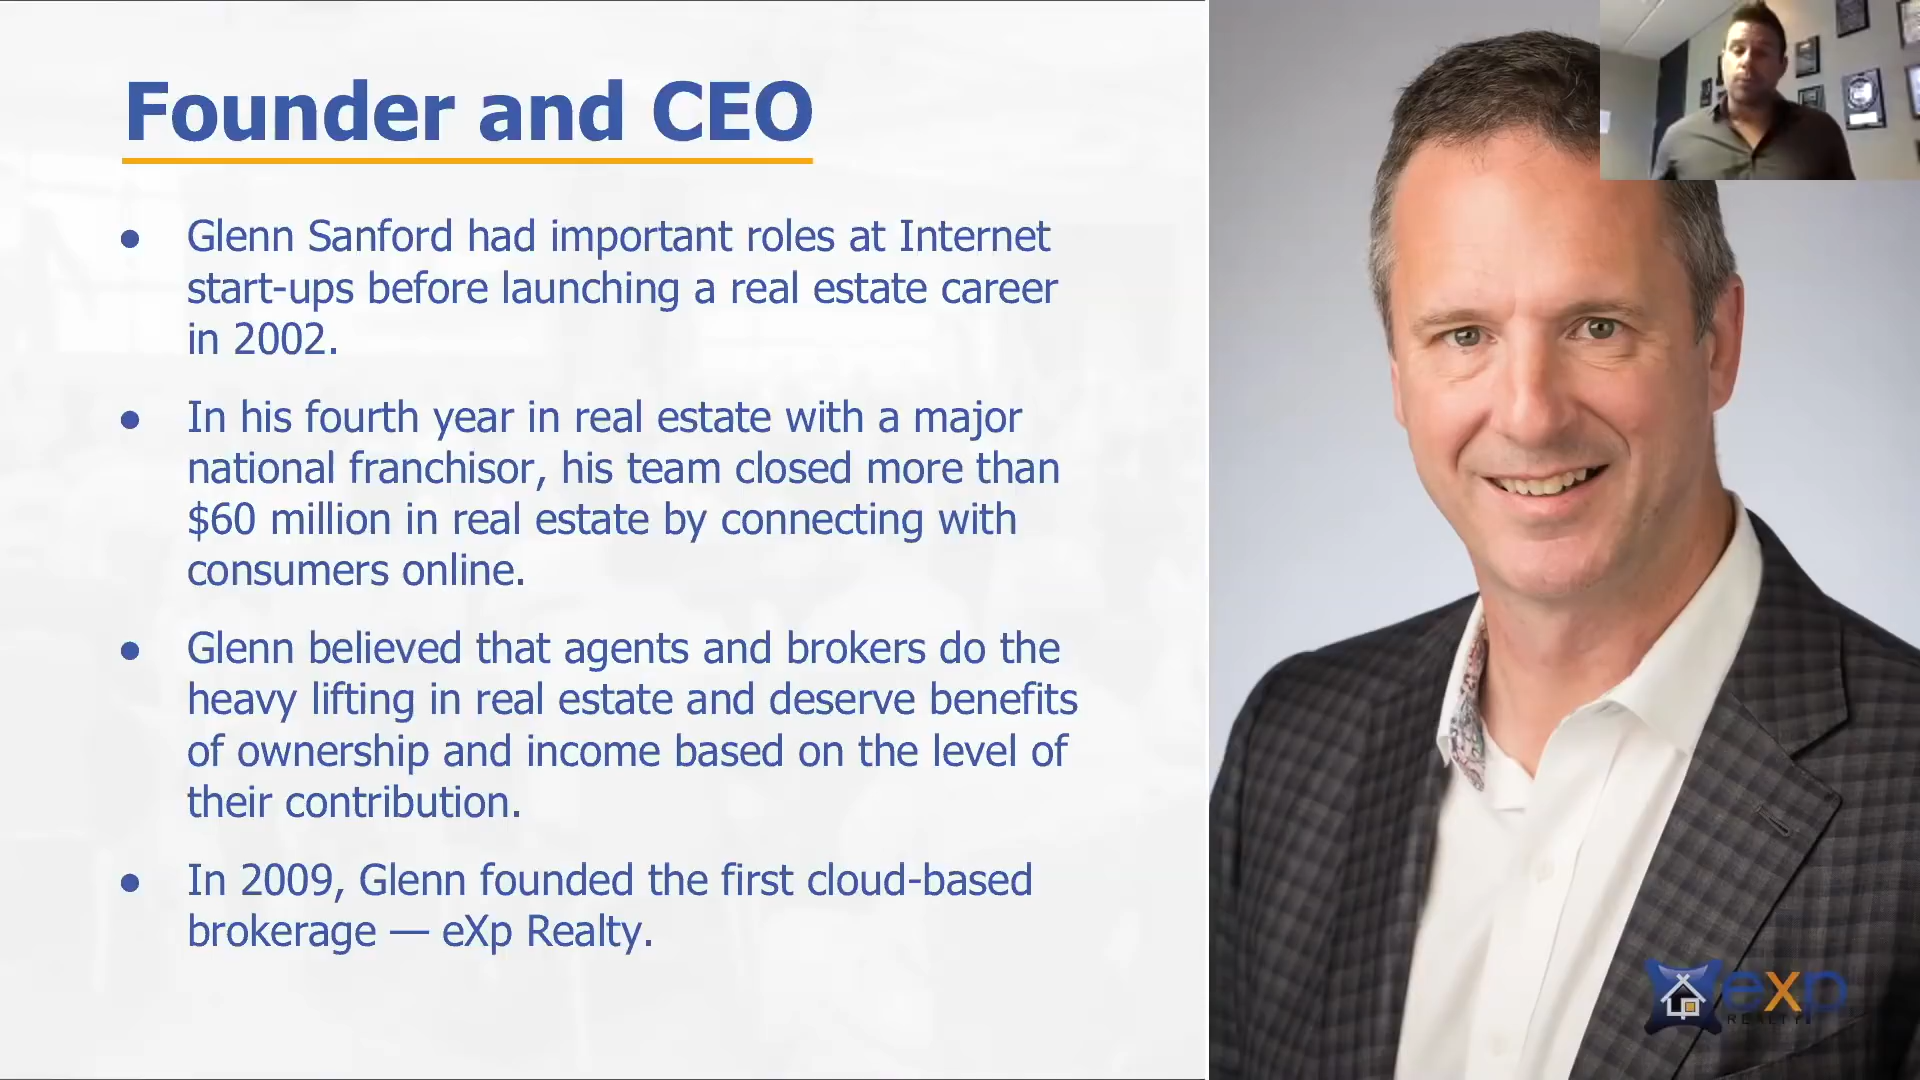 Founder and CEO
● Glenn Sanford had important roles at Internet
start-ups before launching a real estate career
in 2002.
● In his fourth year in real estate with a major
national franchisor, his team closed more than
$60 million in real estate by connecting with
consumers online.
● Glenn believed that agents and brokers do the
heavy lifting in real estate and deserve benefits
of ownership and income based on the level of
their contribution.
● In 2009, Glenn founded the first cloud-based
brokerage — eXp Realty.
eXp
REALTY